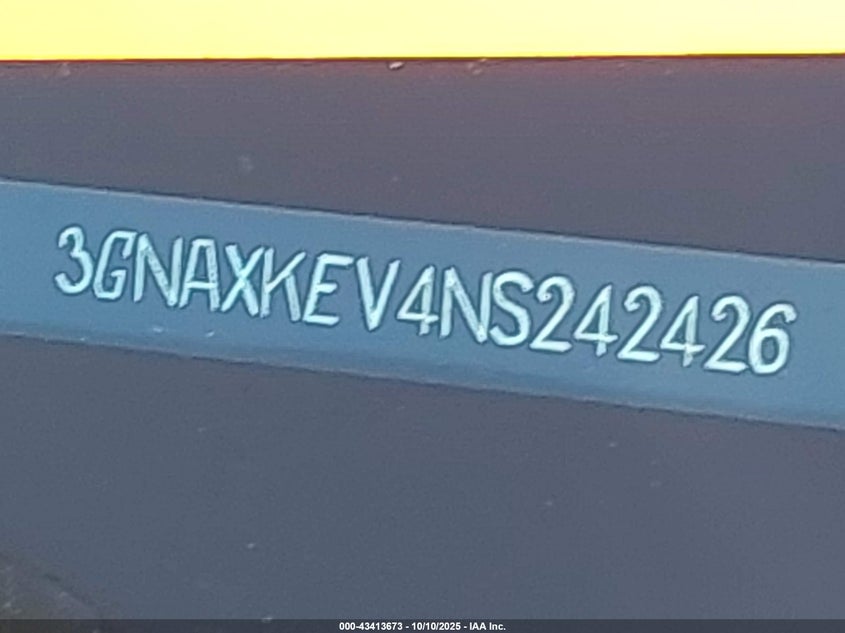 3GNAXKEV4NS242426
000-43413673 - 10/10/2025 - IAA Inc.